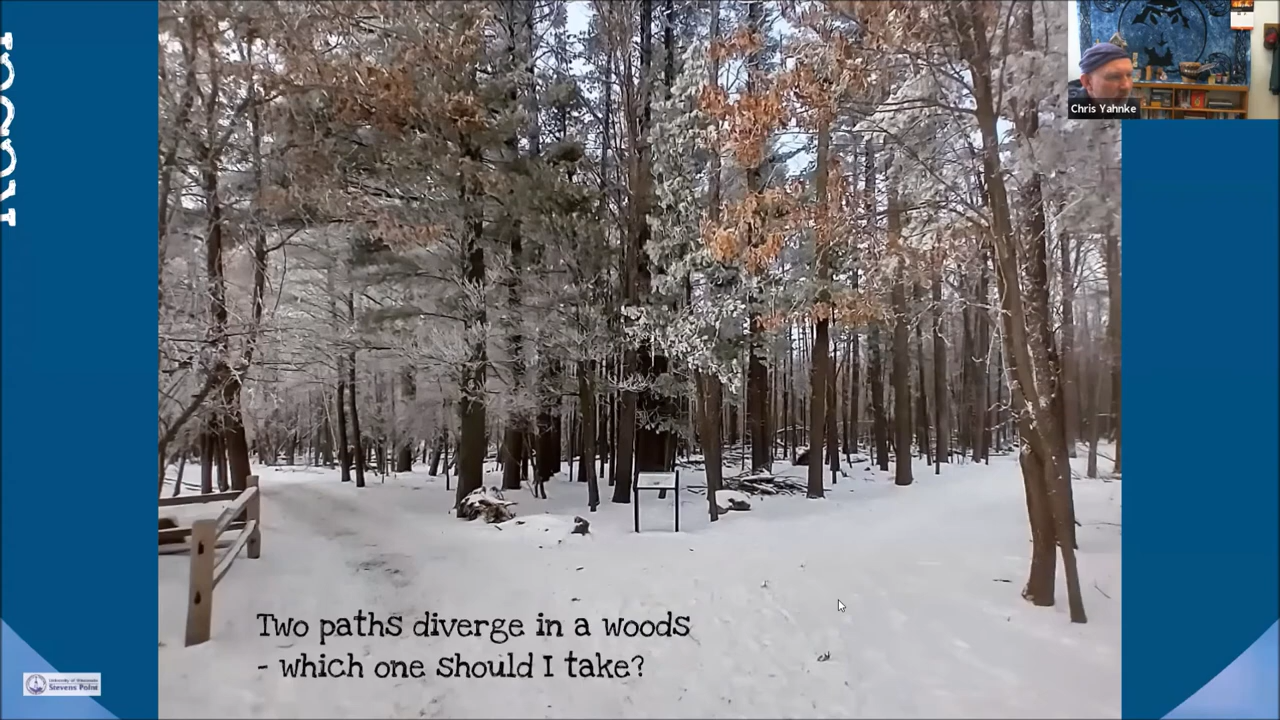 Chris Yahnke
Two paths diverge in a woods
- which one should I take?
University of Wisconsin
Stevens Point